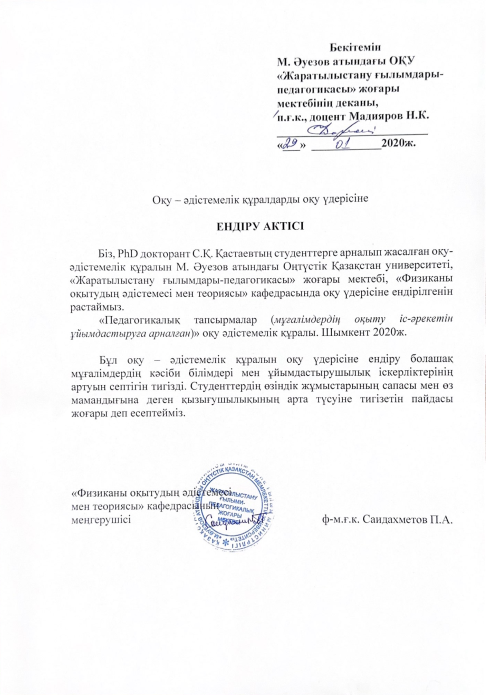 Бекітемін
М. Әуезов атындағы ОҚУ
«Жаратылыстану ғылымдары-
педагогикасы» жоғары
мектебінің деканы,
п.ғ.к., доцент Мадияров Н.К.
«29» 01 2020ж.
Оқу – әдістемелік құралдарды оқу үдерісіне
ЕНДІРУ АКТІСІ
Біз, PhD докторант С.Қ. Қастаевтың студенттерге арналып жасалған оқу-
әдістемелік құралын М. Әуезов атындағы Оңтүстік Қазақстан университеті,
«Жаратылыстану ғылымдары-педагогикасы» жоғары мектебі, «Физиканы
оқытудың әдістемесі мен теориясы» кафедрасында оқу үдерісіне ендірілгенін
растаймыз.
«Педагогикалық тапсырмалар (мұғалімдердің оқыту іс-әрекетін
ұйымдастыруға арналған)» оқу әдістемелік құралы. Шымкент 2020ж.
Бұл оқу – әдістемелік құралын оқу үдерісіне ендіру болашақ
мұғалімдердің кәсіби білімдері мен ұйымдастырушылық іскерліктерінің
артуын септігін тигізді. Студенттердің өзіндік жұмыстарының сапасы мен өз
мамандығына деген қызығушылықының арта түсуіне тигізетін пайдасы
жоғары деп есептейміз.
«Физиканы оқытудың әдістемесі
мен теориясы» кафедрасының
меңгерушісі ф-м.ғ.к. Саидахметов П.А.
ЖАРАТЫЛЫСТАНУ
ҒЫЛЫМИ-
ПЕДАГОГИКАЛЫҚ
ЖОҒАРЫ